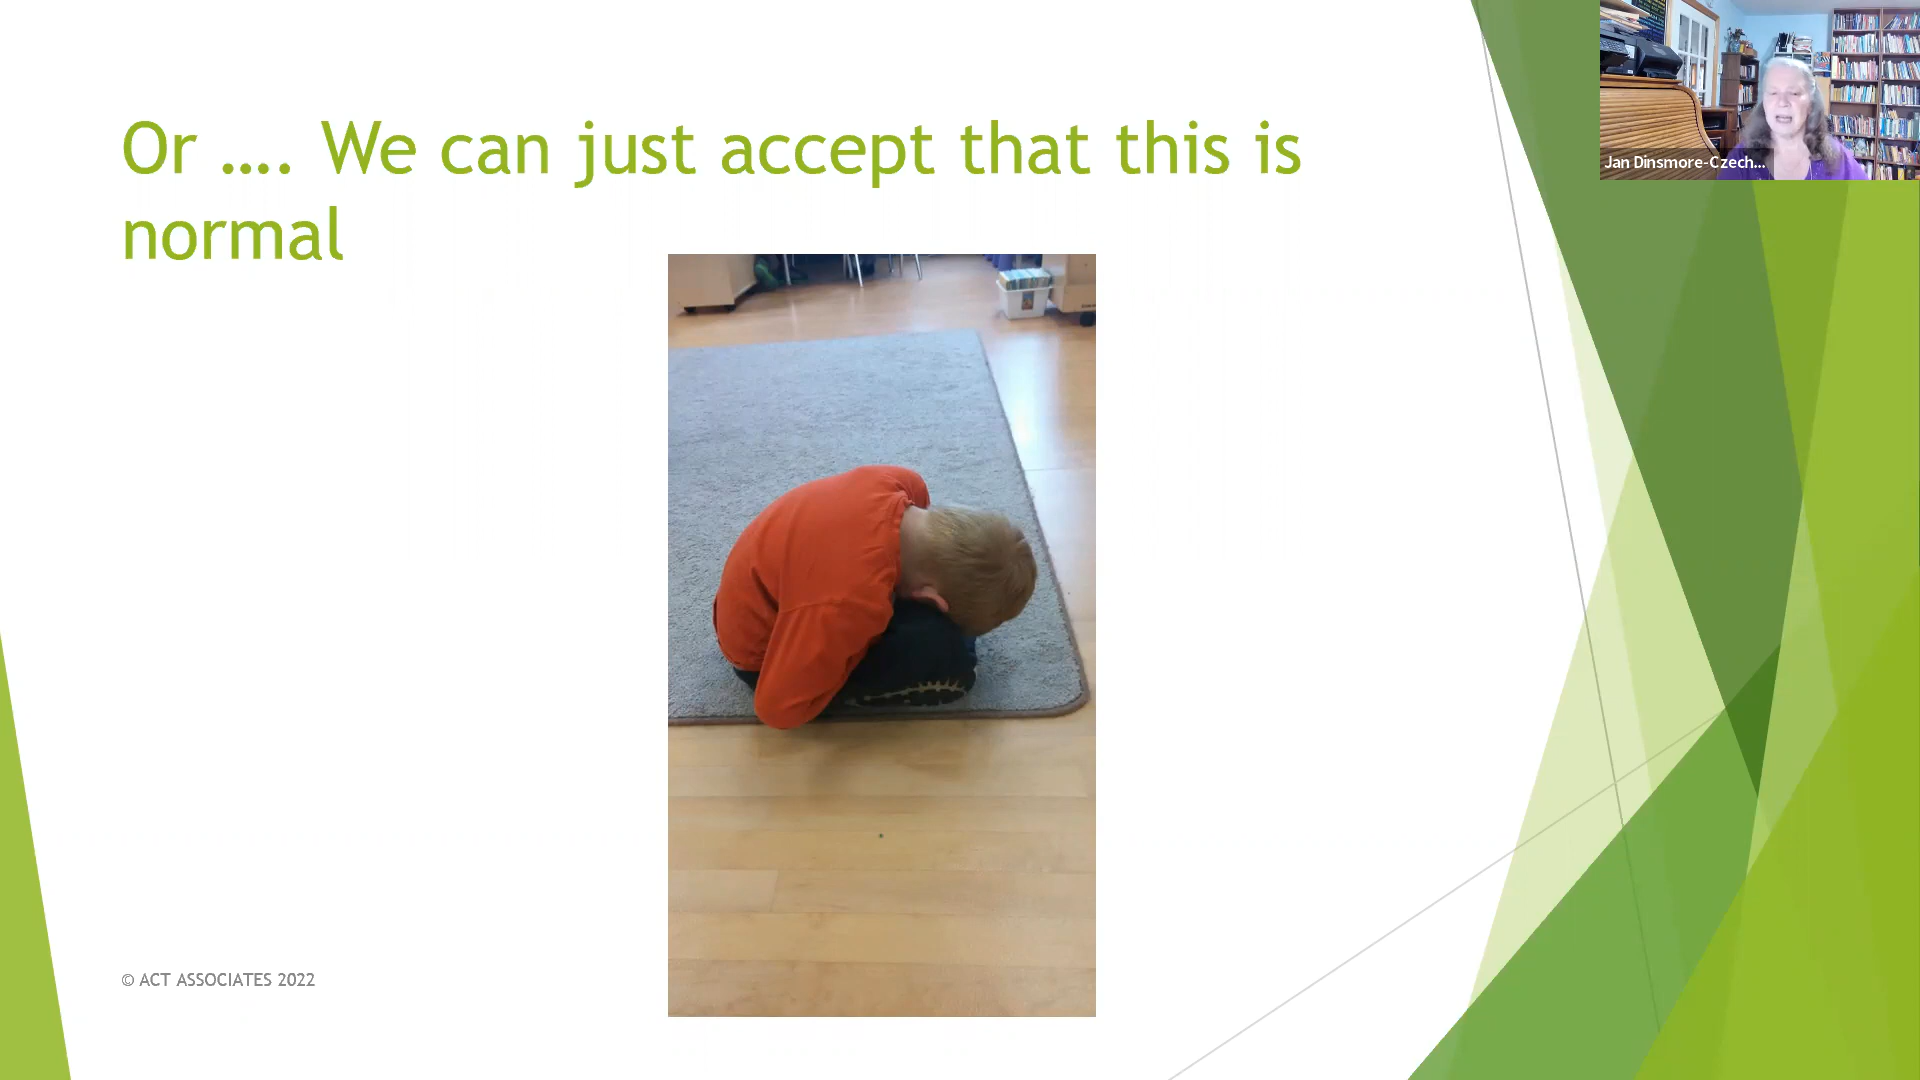 Or .... We can just accept that this is
normal
Jan Dinsmore-Czech...
© ACT ASSOCIATES 2022